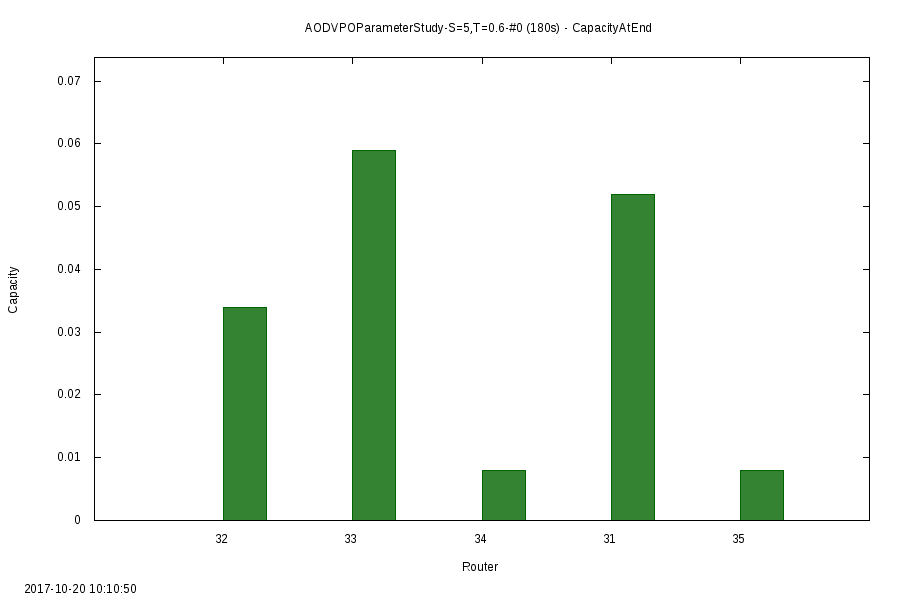 AODVPOParameterStudy-S=5,T=0.6-#0 (180s) - CapacityAtEnd
0.07
0.06
0.05
0.04
0.03
0.02
0.01
0
Capacity
32 33 34 31 35
Router
2017-10-20 10:10:50